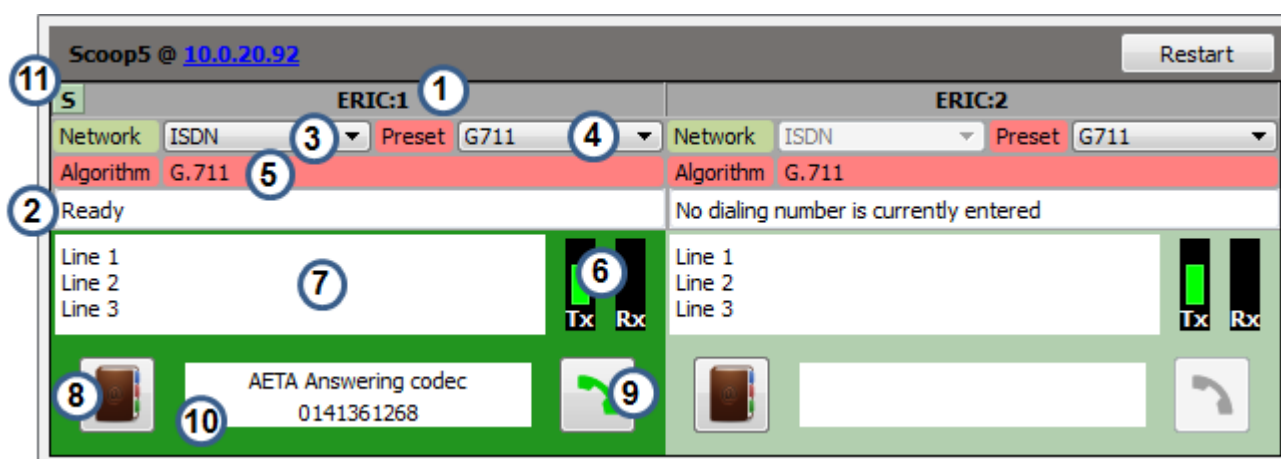 Scoop5 @ 10.0.20.92 Restart
11
S ERIC:1 1 ERIC:2
Network ISDN 3 Preset G711 4 Network ISDN Preset G711
Algorithm G.711 5 Algorithm G.711
2 Ready No dialing number is currently entered
Line 1 Line 1
Line 2 7 6 Line 2
Line 3 Tx Rx Line 3 Tx Rx
8 AETA Answering codec 9
10 0141361268